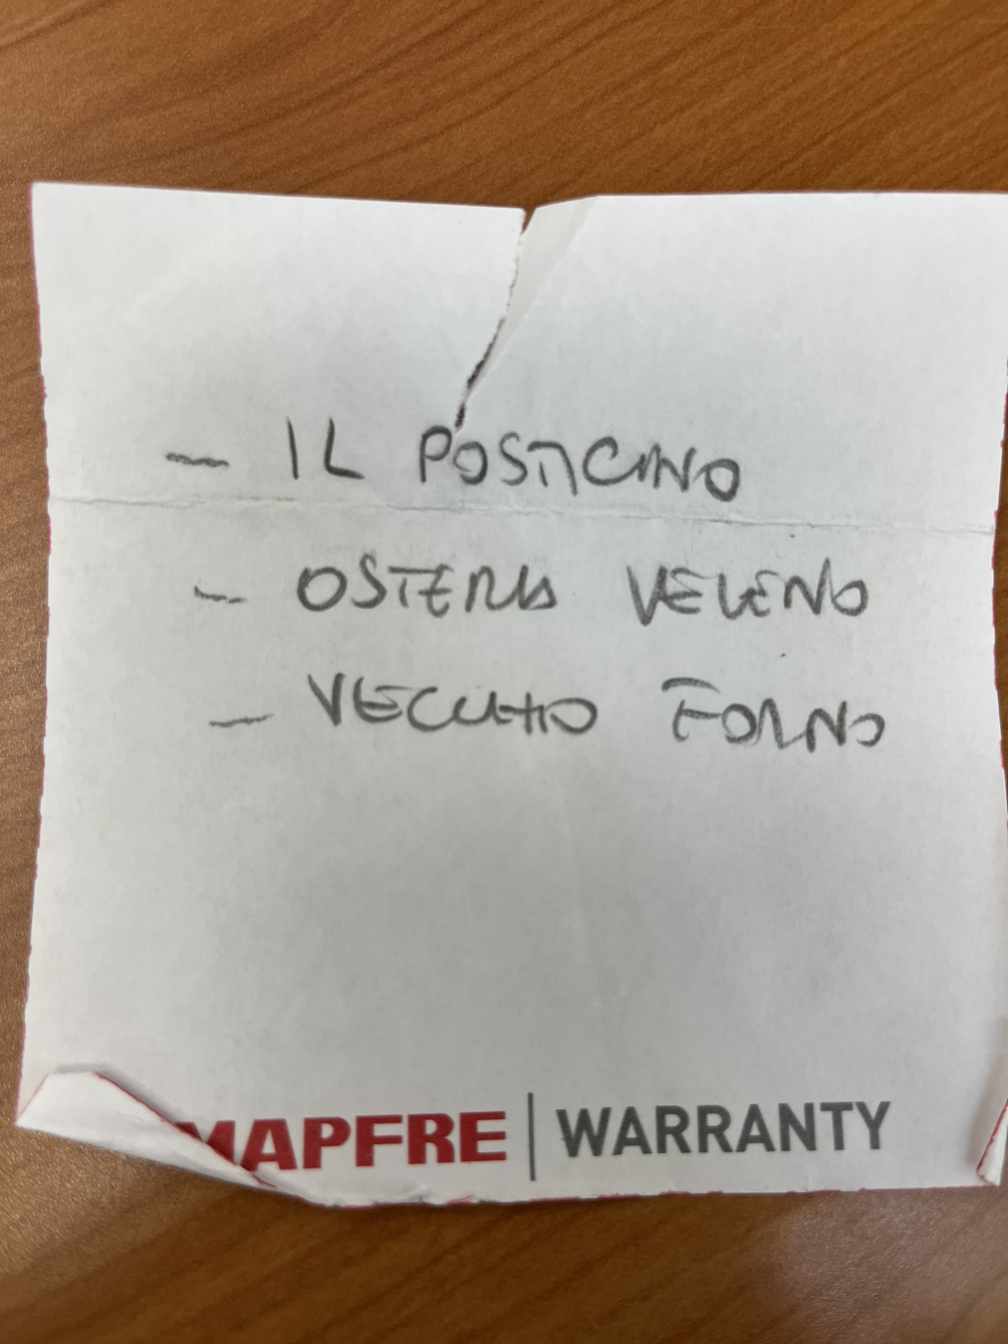 - IL POSTICINO
- OSTERIA VELENO
- VECCHIO FORNO
MAPFRE | WARRANTY